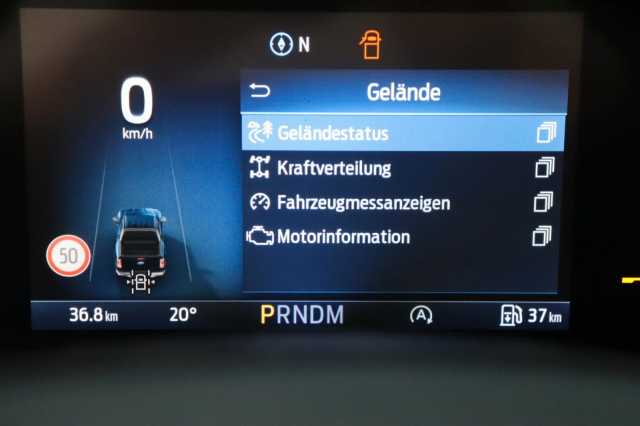 N
0
km/h
Gelände
Geländestatus
Kraftverteilung
Fahrzeugmessanzeigen
Motorinformation
50
36.8 km 20° PRNDM A 37 km